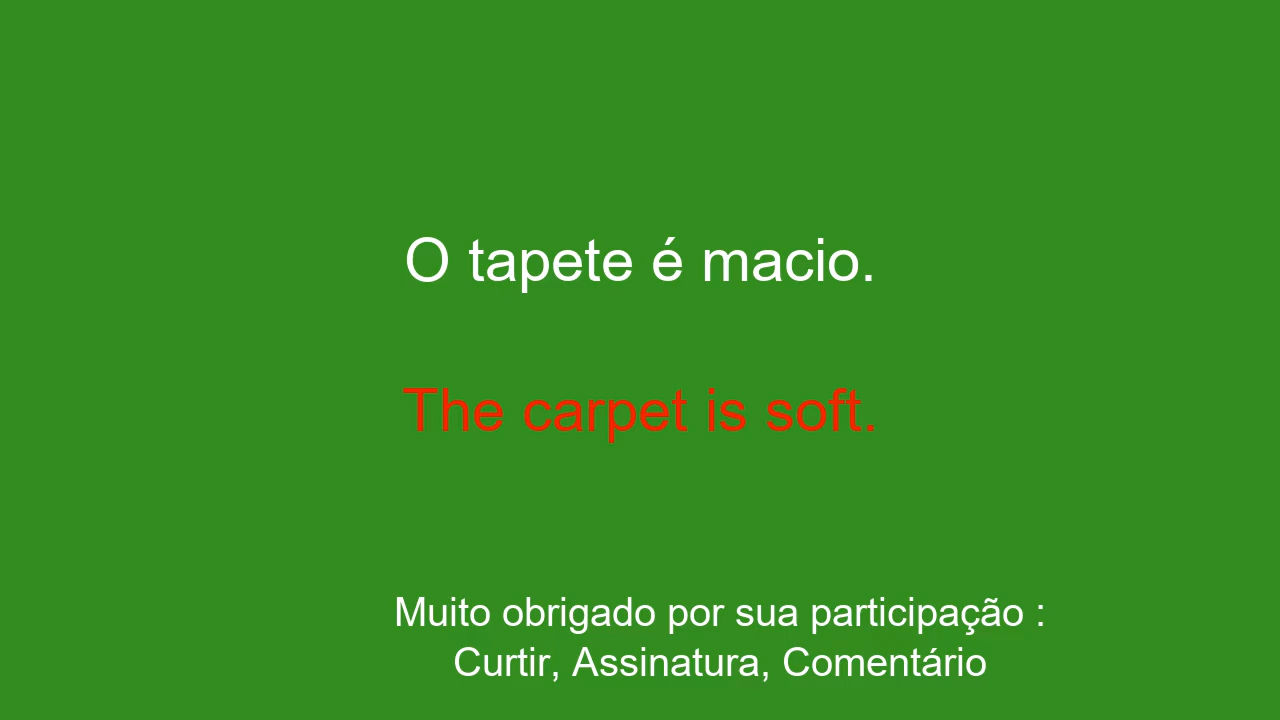 O tapete é macio.
The carpet is soft.
Muito obrigado por sua participação :
Curtir, Assinatura, Comentário